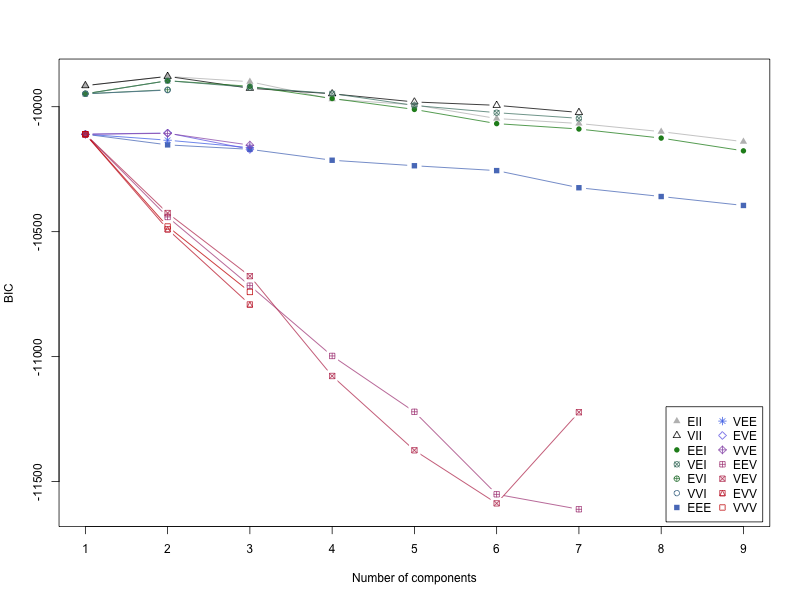 BIC
-10000
-10500
-11000
-11500
1 2 3 4 5 6 7 8 9
Number of components
EII VEE
VII EVE
EEI VVE
VEI EEV
EVI VEV
VVI EVV
EEE VVV